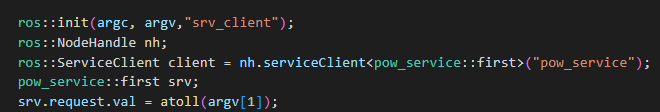 ros::init(argc, argv,"srv_client");
ros::NodeHandle nh;
ros::ServiceClient client = nh.serviceClient<pow_service::first>("pow_service");
pow_service::first srv;
srv.request.val = atoll(argv[1]);